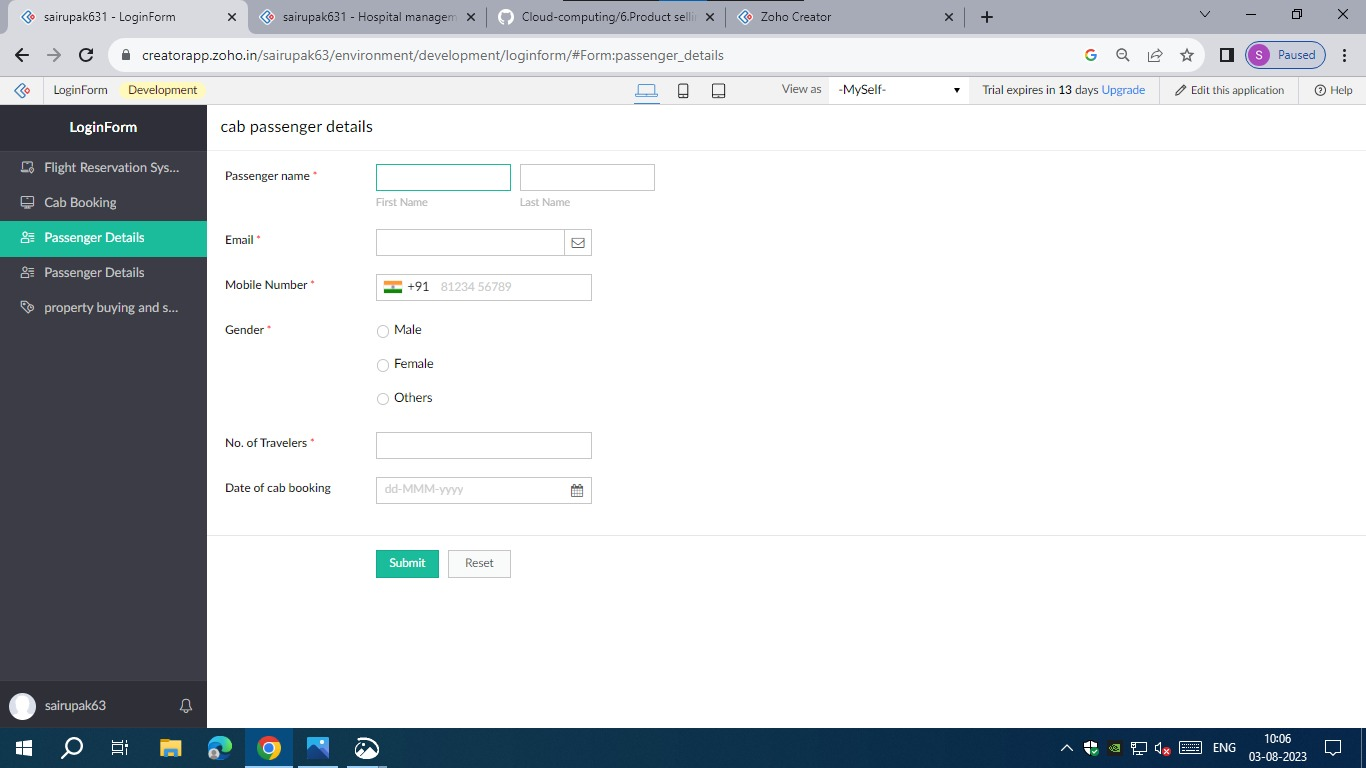 sairupak631 - LoginForm
sairupak631 - Hospital managem
Cloud-computing/6.Product selli
Zoho Creator
creatorapp.zoho.in/sairupak63/environment/development/loginform/#Form:passenger_details
S Paused
LoginForm Development
View as -MySelf-
Trial expires in 13 days Upgrade
Edit this application
Help
LoginForm
Flight Reservation Sys...
Cab Booking
Passenger Details
Passenger Details
property buying and s...
sairupak63
cab passenger details
Passenger name *
First Name Last Name
Email *
Mobile Number * +91 81234 56789
Gender * Male
Female
Others
No. of Travelers *
Date of cab booking dd-MMM-yyyy
Submit Reset
ENG
10:06
03-08-2023